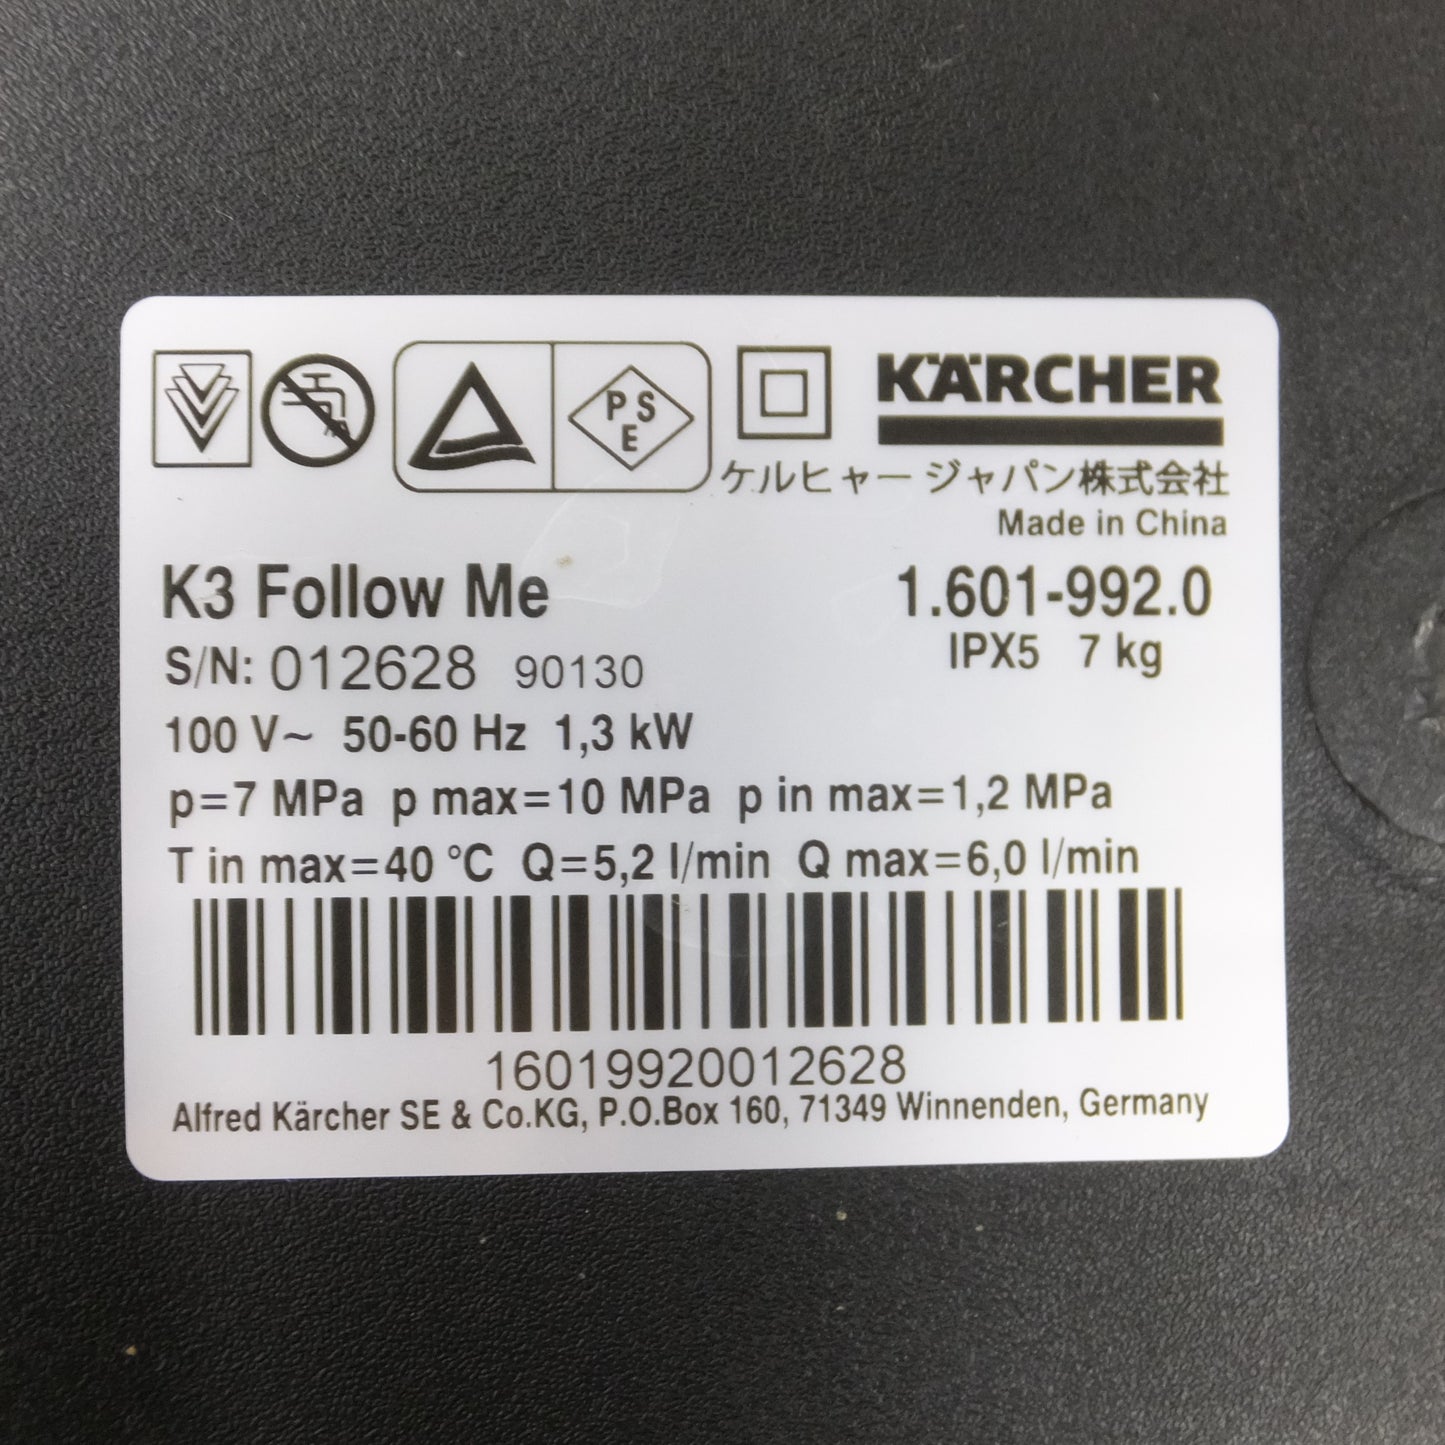 PSE
KÄRCHER
ケルヒャー ジャパン株式会社
Made in China
K3 Follow Me 1.601-992.0
IPX5 7 kg
S/N: 012628 90130
100 V~ 50-60 Hz 1,3 kW
p=7 MPa p max=10 MPa p in max=1,2 MPa
T in max=40 °C Q=5,2 l/min Q max=6,0 l/min
16019920012628
Alfred Kärcher SE & Co.KG, P.O.Box 160, 71349 Winnenden, Germany